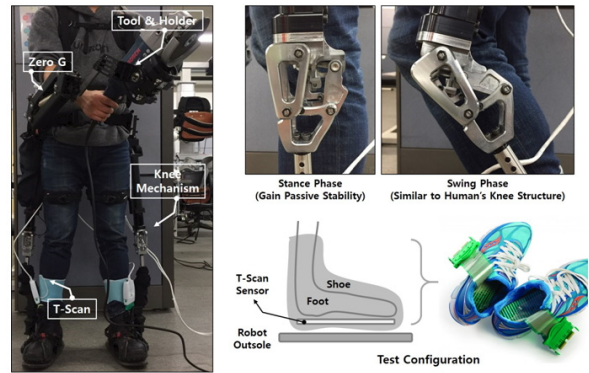 Tool & Holder
Zero G
Knee
Mechanism
T-Scan
Stance Phase
(Gain Passive Stability)
Swing Phase
(Similar to Human's Knee Structure)
T-Scan
Sensor
Shoe
Foot
Robot
Outsole
Test Configuration